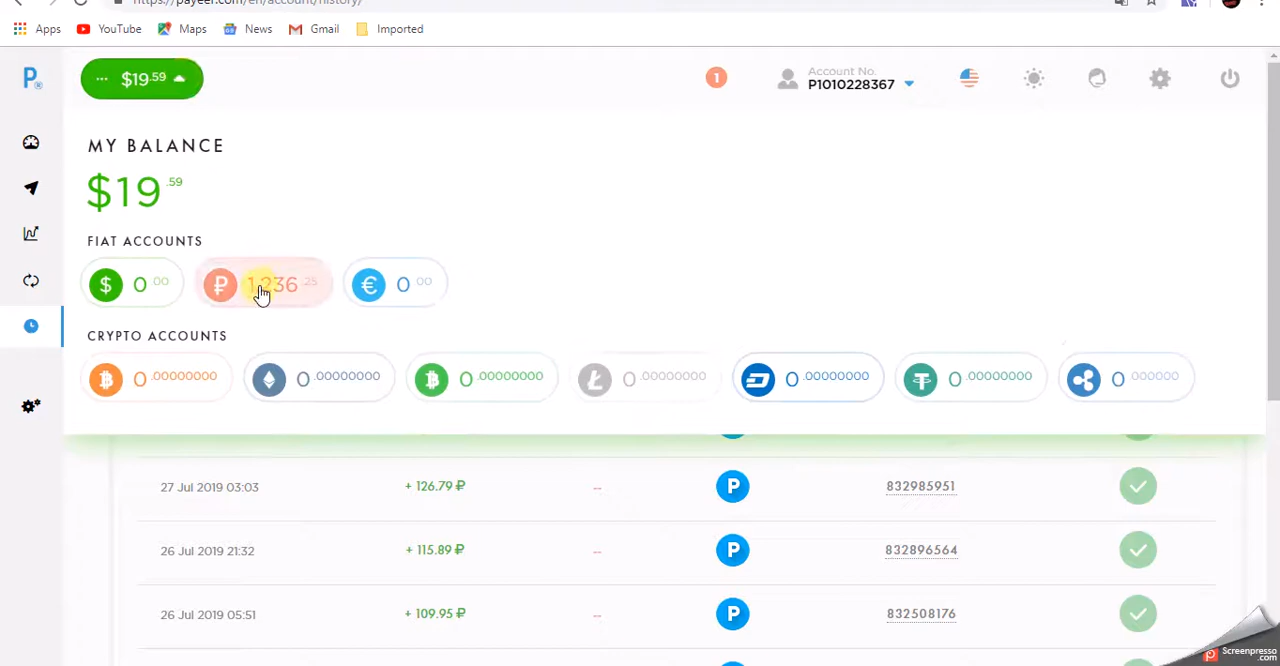 https://payeer.com/en/account/history/
Apps YouTube Maps News Gmail Imported
P ... $19.59 1 Account No.
P1010228367
MY BALANCE
$19.59
FIAT ACCOUNTS
$ 0.00 ₽ 1236.25 € 0.00
CRYPTO ACCOUNTS
0.00000000 0.00000000 0.00000000 0.00000000 0.00000000 0.00000000 0.000000
27 Jul 2019 03:03 + 126.79 ₽ -- P 832985951
26 Jul 2019 21:32 + 115.89 ₽ -- P 832896564
26 Jul 2019 05:51 + 109.95 ₽ -- P 832508176
Screenpresso
.com